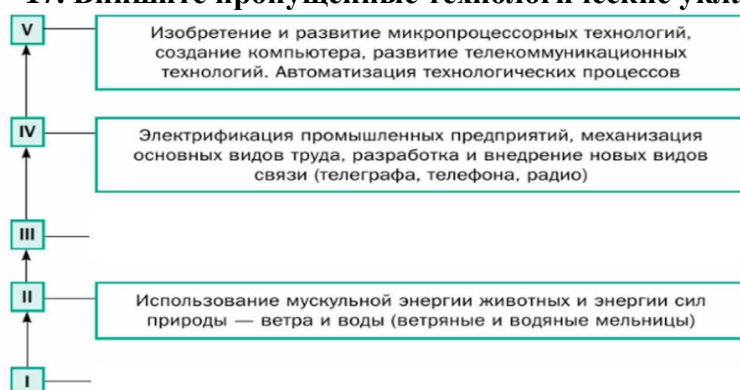 17. Впишите пропущенные технологические укла
V
Изобретение и развитие микропроцессорных технологий,
создание компьютера, развитие телекоммуникационных
технологий. Автоматизация технологических процессов
IV
Электрификация промышленных предприятий, механизация
основных видов труда, разработка и внедрение новых видов
связи (телеграфа, телефона, радио)
III
II
Использование мускульной энергии животных и энергии сил
природы — ветра и воды (ветряные и водяные мельницы)
I